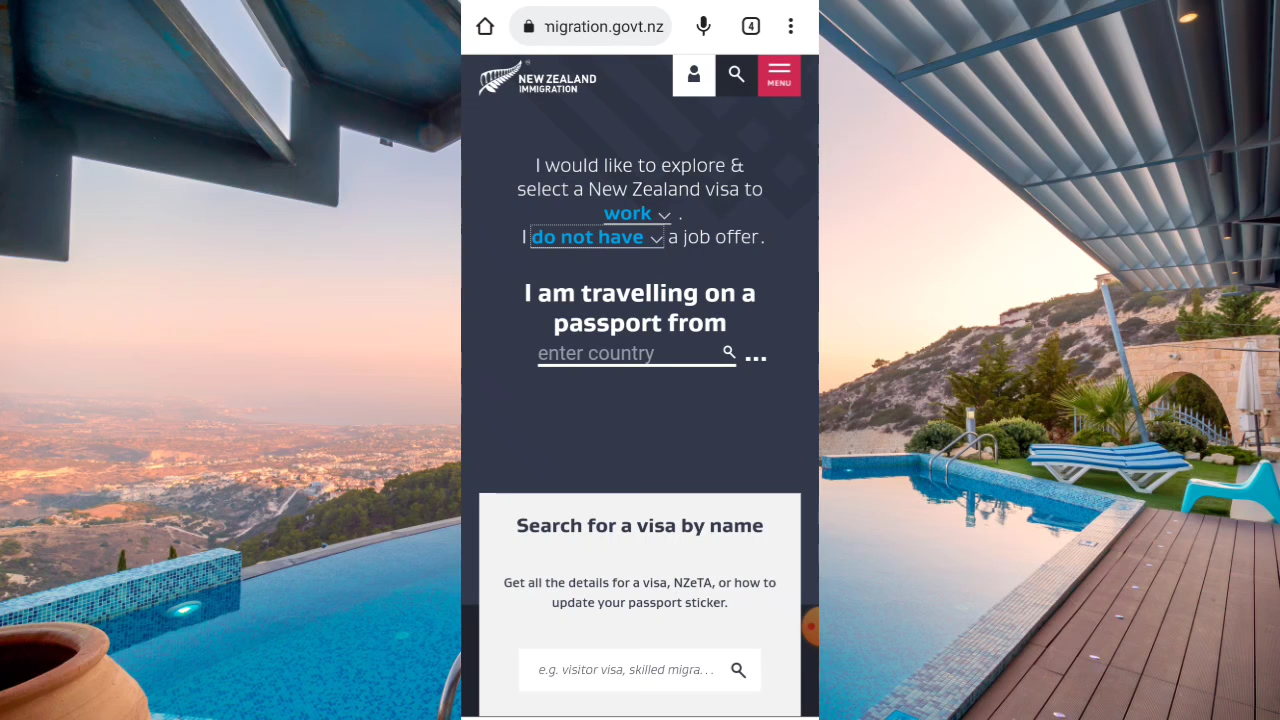 migration.govt.nz
4
NEW ZEALAND
IMMIGRATION
MENU
I would like to explore &
select a New Zealand visa to
work .
I do not have a job offer.
I am travelling on a
passport from
enter country ...
Search for a visa by name
Get all the details for a visa, NZeTA, or how to
update your passport sticker.
e.g. visitor visa, skilled migra...